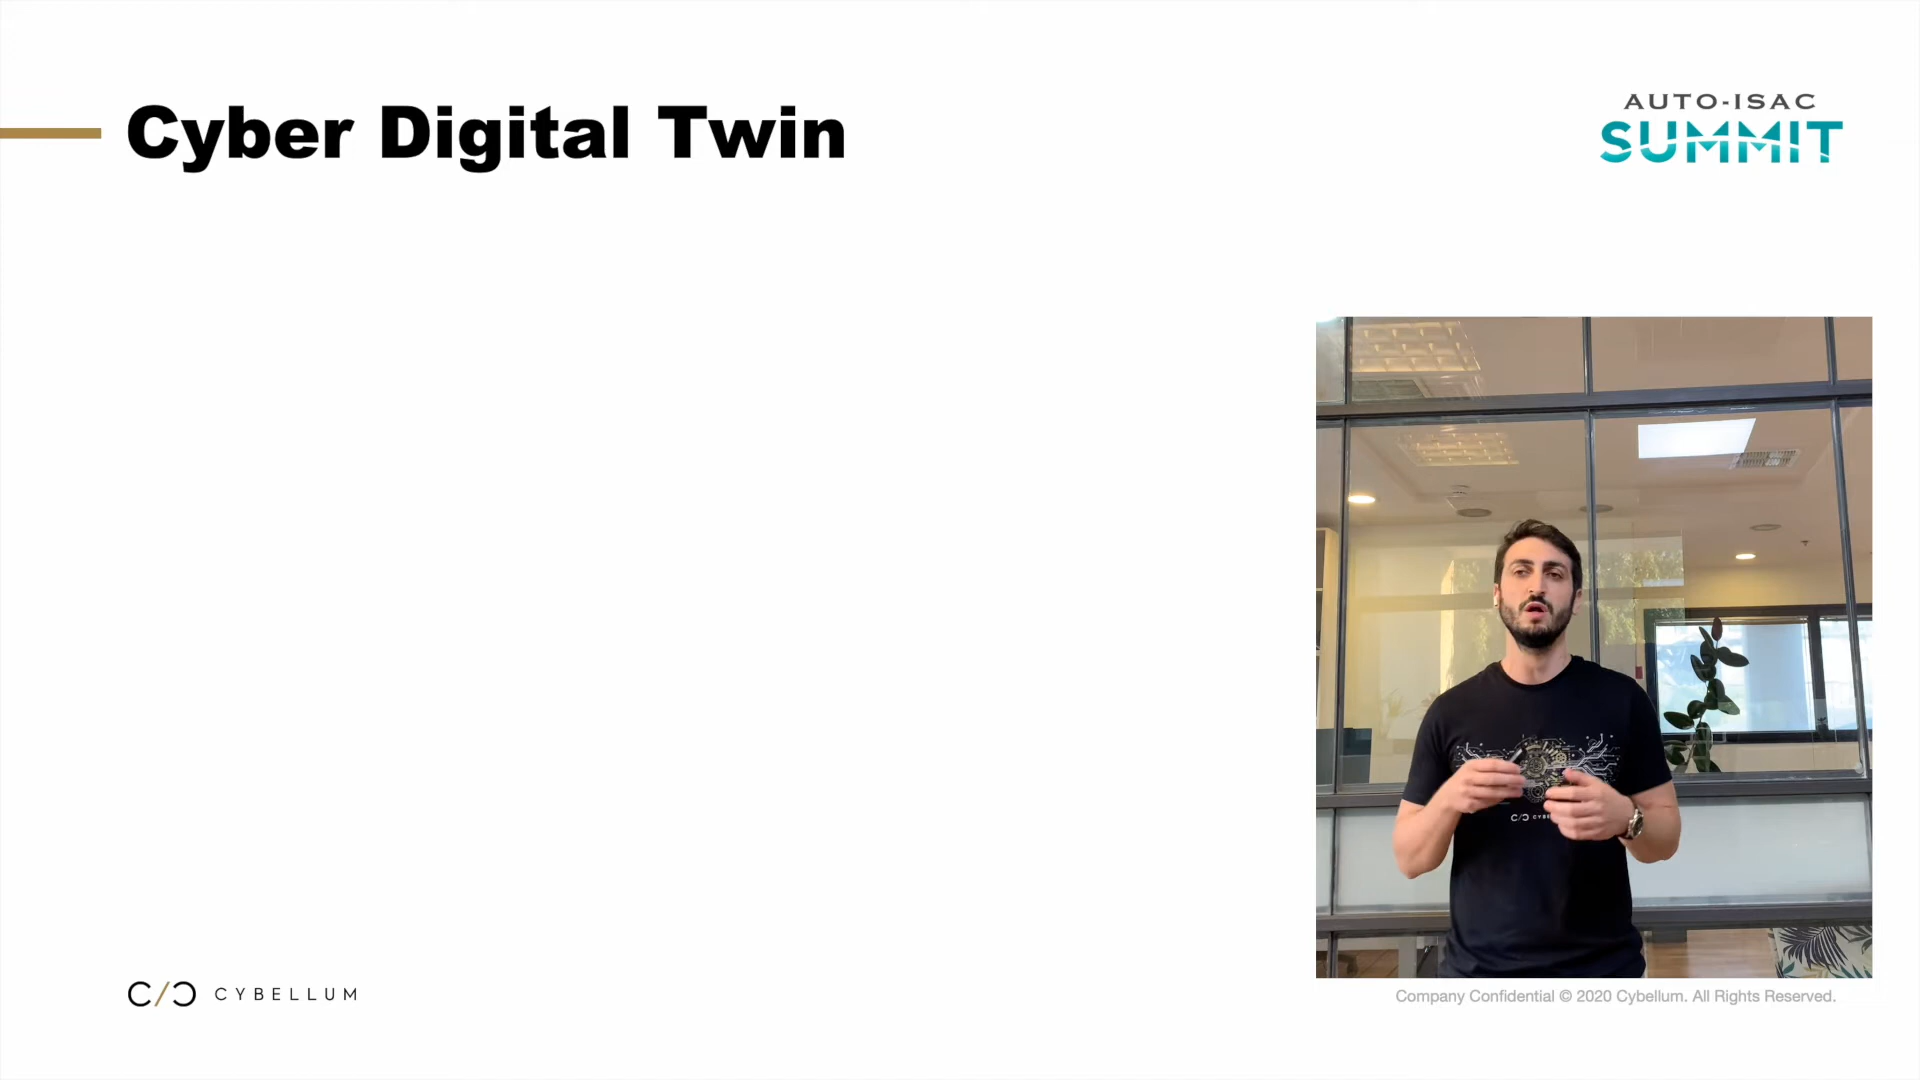 Cyber Digital Twin
AUTO-ISAC
SUMMIT
C/C CYBELLUM
Company Confidential © 2020 Cybellum. All Rights Reserved.